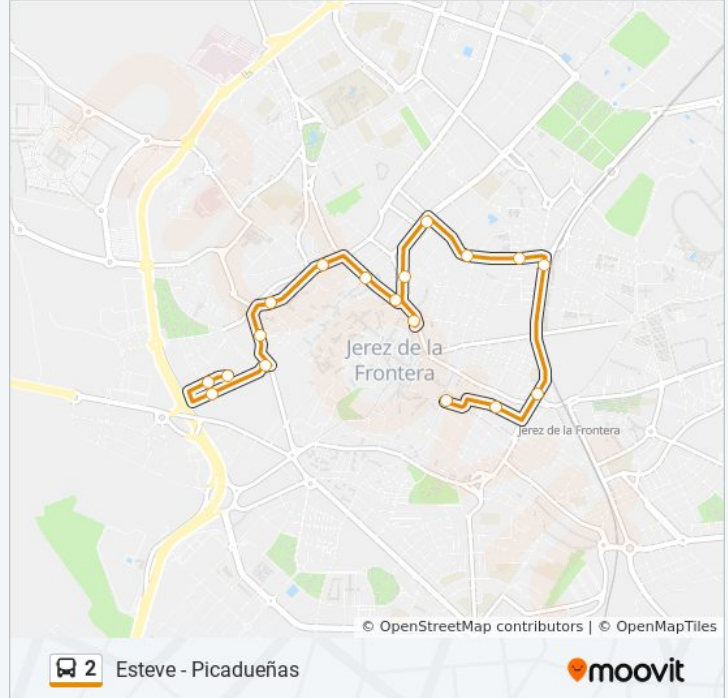 Jerez de la
Frontera
Jerez de la Frontera
© OpenStreetMap contributors | © OpenMapTiles
2 Esteve - Picadueñas
moovit